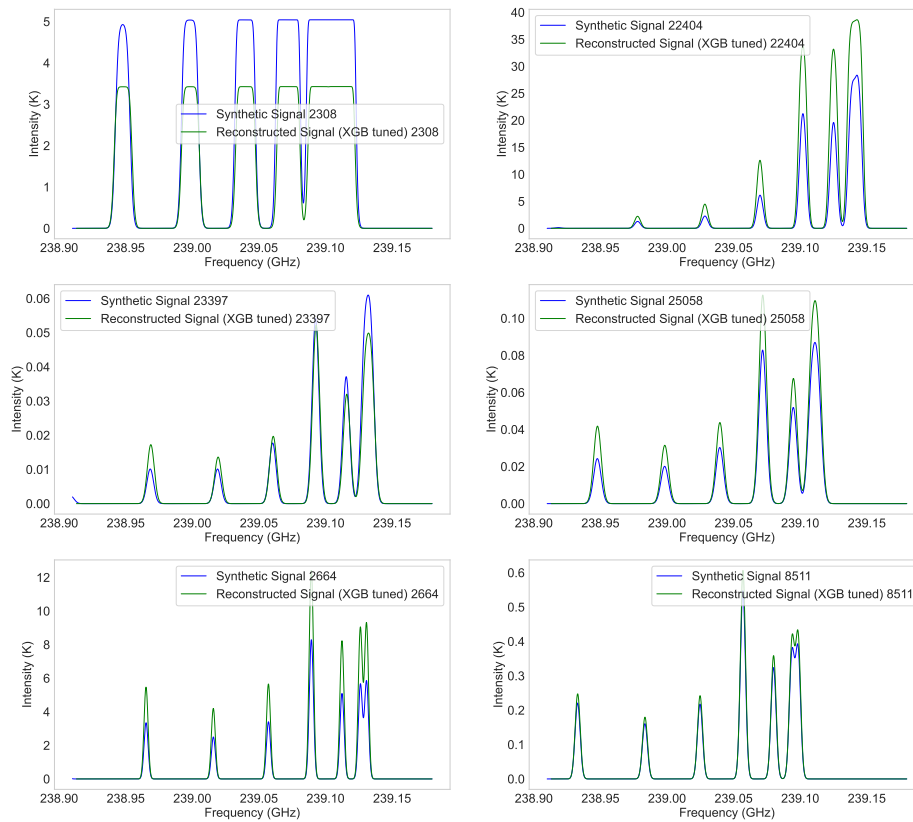 5
4
3
2
1
0
Intensity (K)
Synthetic Signal 2308
Reconstructed Signal (XGB tuned) 2308
238.90 238.95 239.00 239.05 239.10 239.15
Frequency (GHz)
40
35
30
25
20
15
10
5
0
Intensity (K)
Synthetic Signal 22404
Reconstructed Signal (XGB tuned) 22404
238.90 238.95 239.00 239.05 239.10 239.15
Frequency (GHz)
0.06
0.05
0.04
0.03
0.02
0.01
0.00
Intensity (K)
Synthetic Signal 23397
Reconstructed Signal (XGB tuned) 23397
238.90 238.95 239.00 239.05 239.10 239.15
Frequency (GHz)
0.10
0.08
0.06
0.04
0.02
0.00
Intensity (K)
Synthetic Signal 25058
Reconstructed Signal (XGB tuned) 25058
238.90 238.95 239.00 239.05 239.10 239.15
Frequency (GHz)
12
10
8
6
4
2
0
Intensity (K)
Synthetic Signal 2664
Reconstructed Signal (XGB tuned) 2664
238.90 238.95 239.00 239.05 239.10 239.15
Frequency (GHz)
0.6
0.5
0.4
0.3
0.2
0.1
0.0
Intensity (K)
Synthetic Signal 8511
Reconstructed Signal (XGB tuned) 8511
238.90 238.95 239.00 239.05 239.10 239.15
Frequency (GHz)